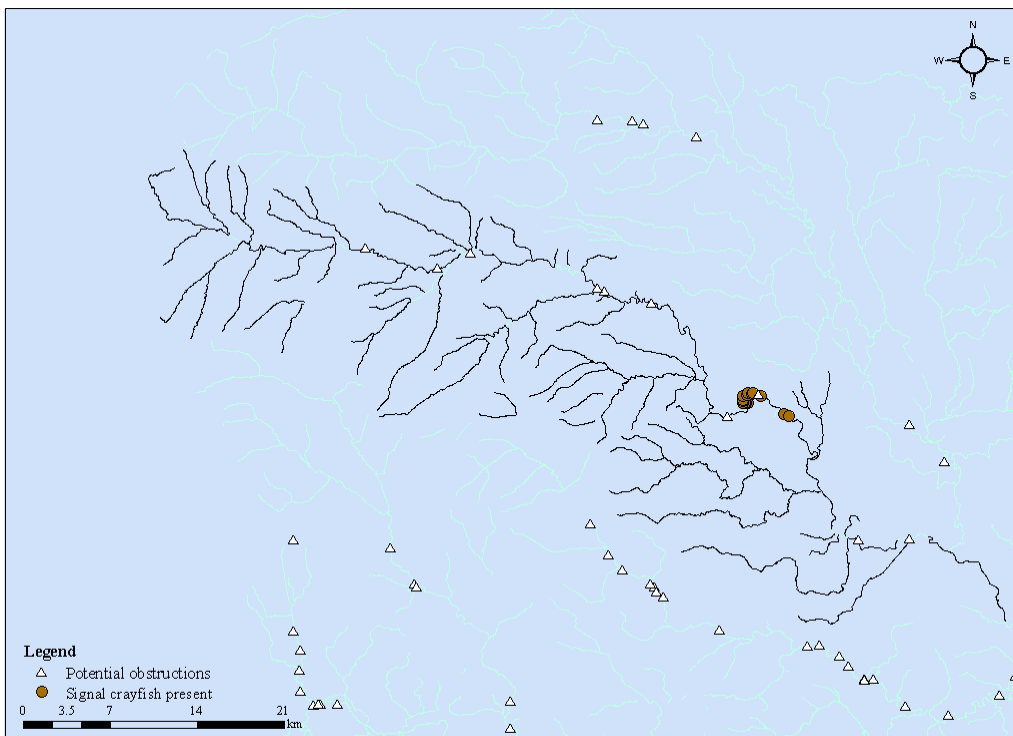 N
W E
S
Legend
Potential obstructions
Signal crayfish present
0 3.5 7 14 21
km